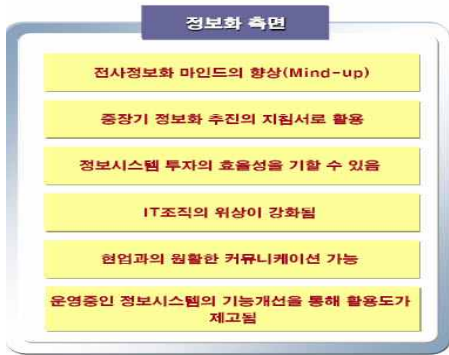 정보화 측면
전사정보화 마인드의 향상(Mind-up)
중장기 정보화 추진의 지침서로 활용
정보시스템 투자의 효율성을 기할 수 있음
IT조직의 위상이 강화됨
현업과의 원활한 커뮤니케이션 가능
운영중인 정보시스템의 기능개선을 통해 활용도가
제고됨